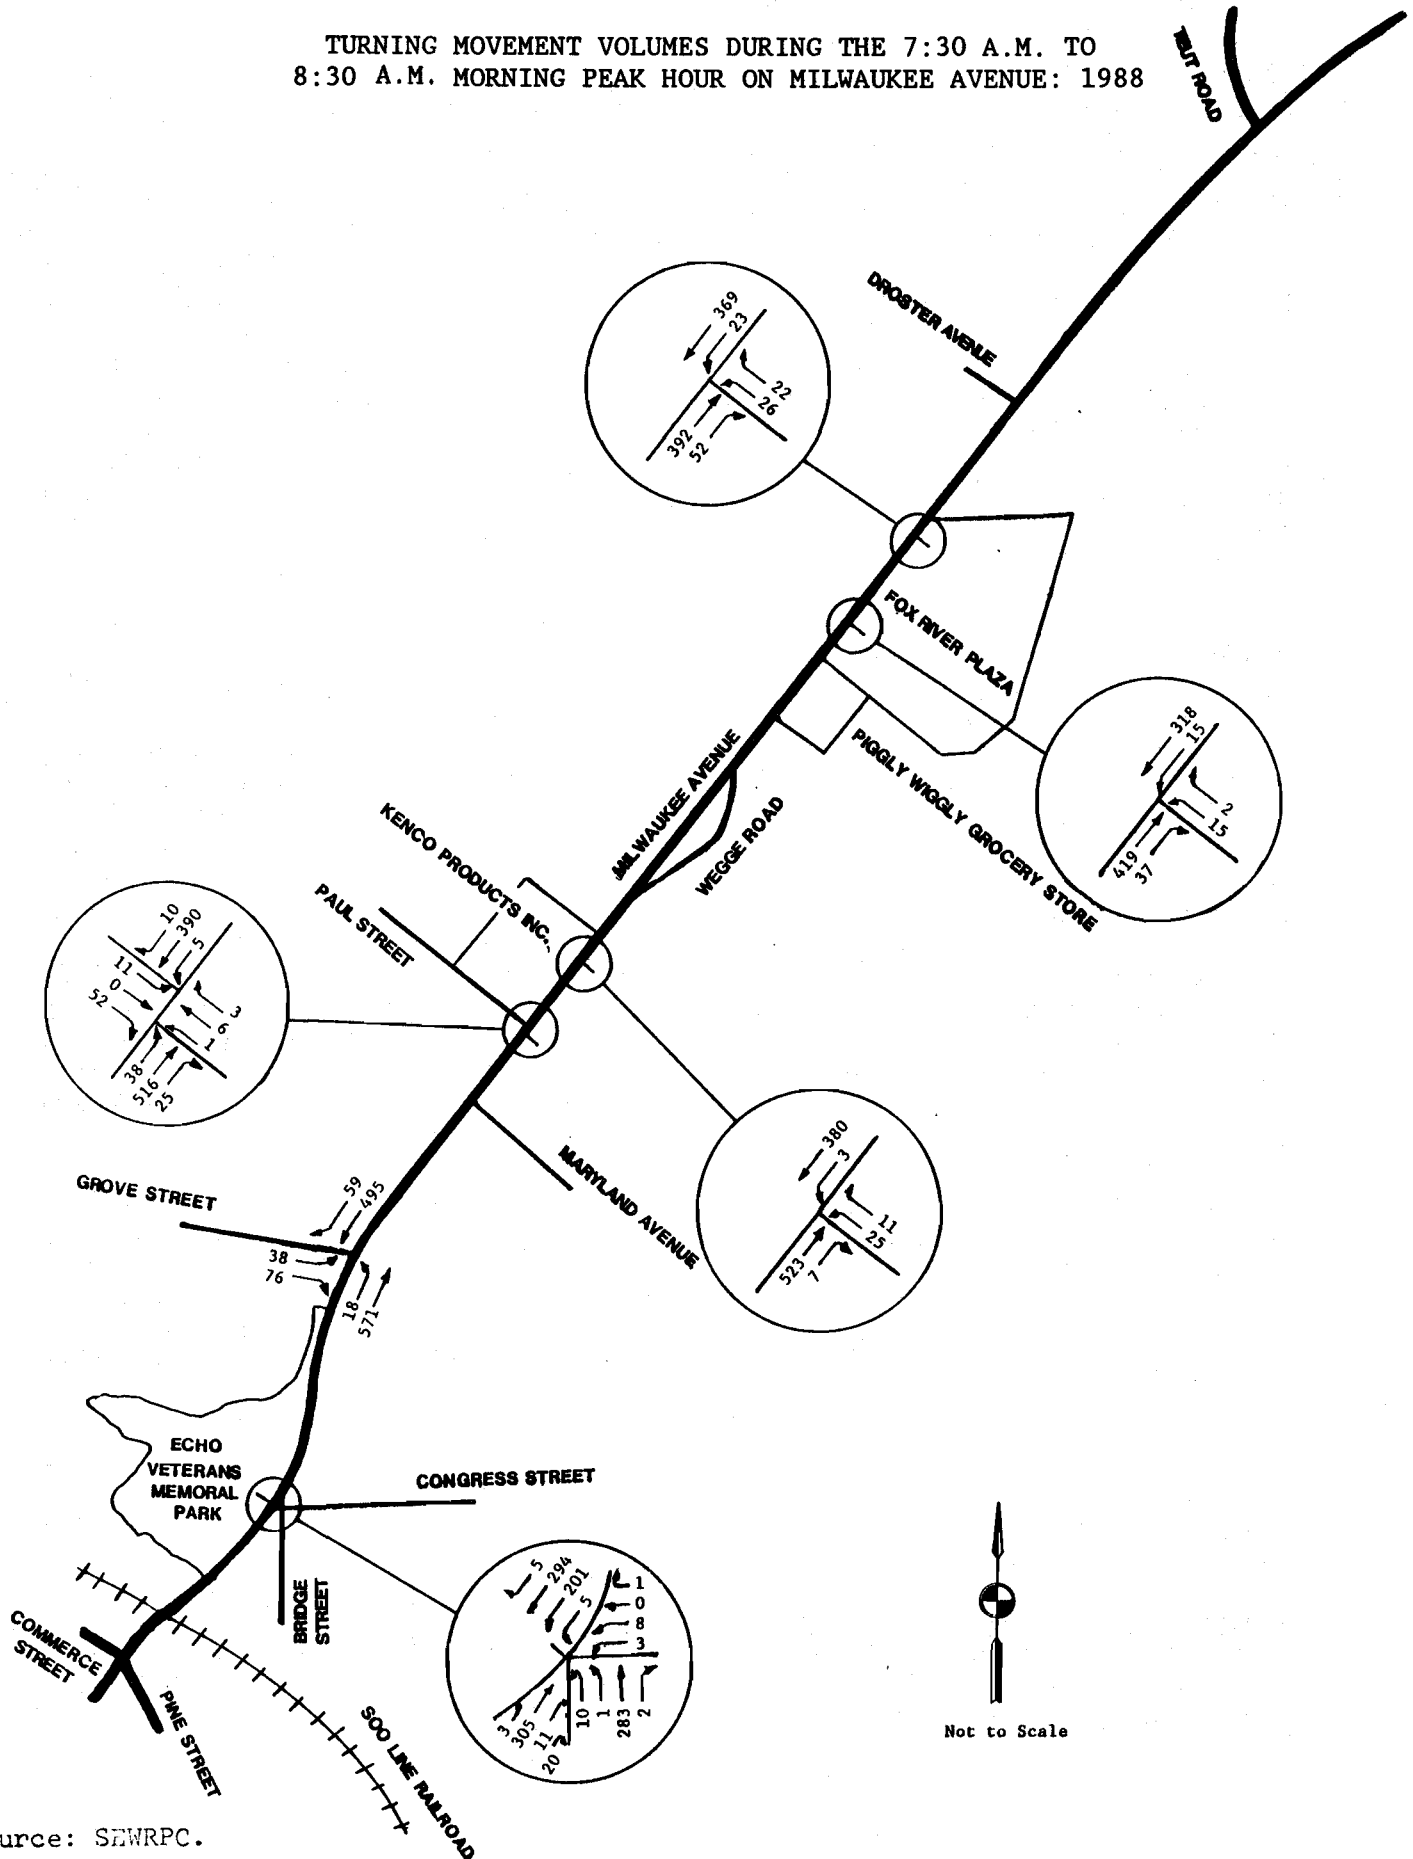 TURNING MOVEMENT VOLUMES DURING THE 7:30 A.M. TO
8:30 A.M. MORNING PEAK HOUR ON MILWAUKEE AVENUE: 1988
TEUT ROAD
DROSTER AVENUE
369
23
22
26
392
52
FOX RIVER PLAZA
PIGGLY WIGGLY GROCERY STORE
318
15
2
15
419
37
MILWAUKEE AVENUE
WEGGE ROAD
KENCO PRODUCTS INC.
PAUL STREET
10
390
5
11
0
52
3
6
1
38
516
25
380
3
11
25
523
7
MARYLAND AVENUE
GROVE STREET
59
495
38
76
18
571
ECHO
VETERANS
MEMORAL
PARK
CONGRESS STREET
BRIDGE
STREET
5
294
201
5
1
0
8
3
3
305
11
20
10
1
283
2
COMMERCE
STREET
PINE STREET
SOO LINE RAILROAD
Not to Scale
urce: SEWRPC.